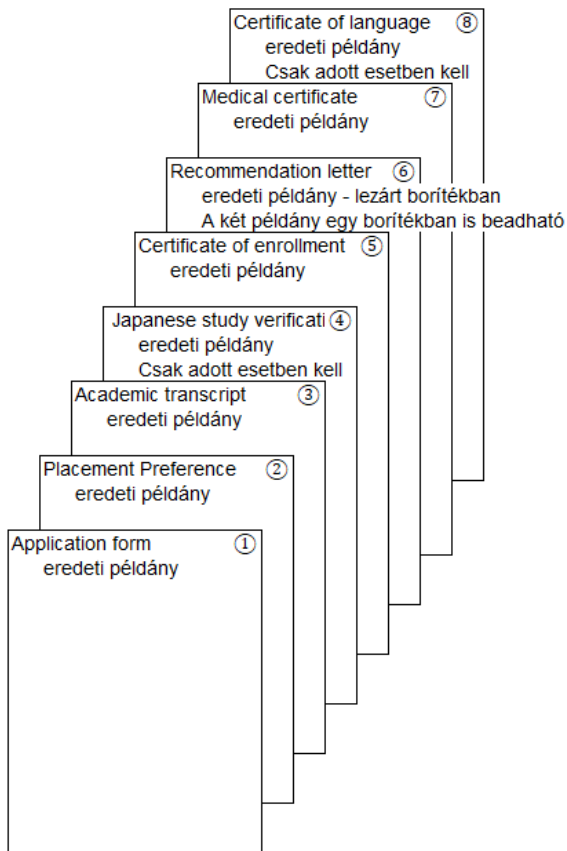 Certificate of language ⑧
eredeti példány
Csak adott esetben kell
Medical certificate ⑦
eredeti példány
Recommendation letter ⑥
eredeti példány - lezárt borítékban
A két példány egy borítékban is beadható
Certificate of enrollment ⑤
eredeti példány
Japanese study verificati ④
eredeti példány
Csak adott esetben kell
Academic transcript ③
eredeti példány
Placement Preference ②
eredeti példány
Application form ①
eredeti példány